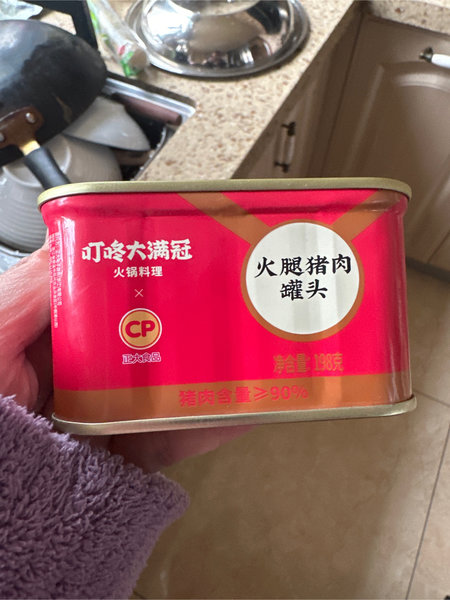 叮咚大满冠
火锅料理
×
CP
正大食品
火腿猪肉
罐头
净含量: 198克
猪肉含量≥90%